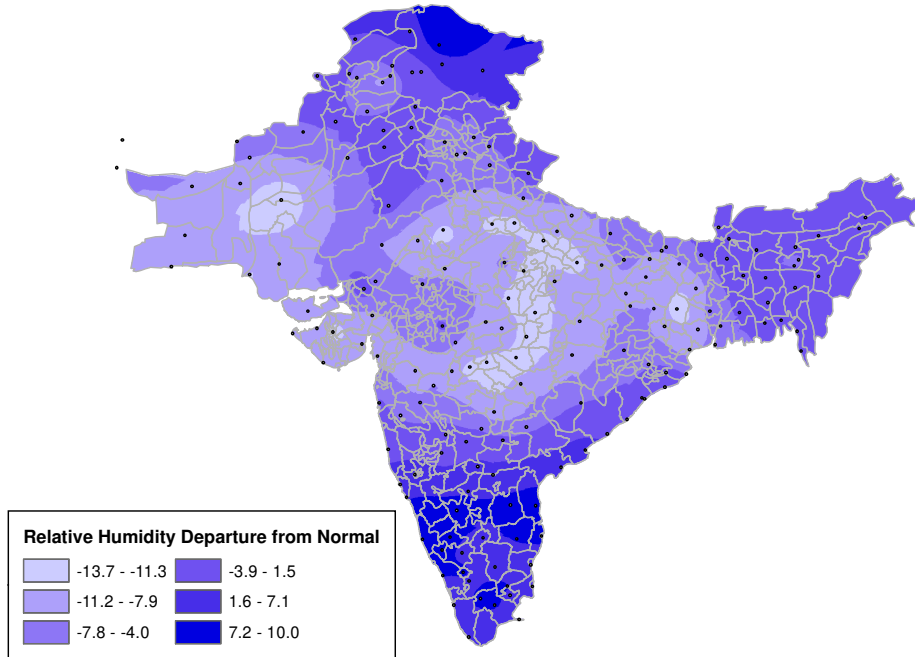 Relative Humidity Departure from Normal
-13.7 - -11.3
-11.2 - -7.9
-7.8 - -4.0
-3.9 - 1.5
1.6 - 7.1
7.2 - 10.0